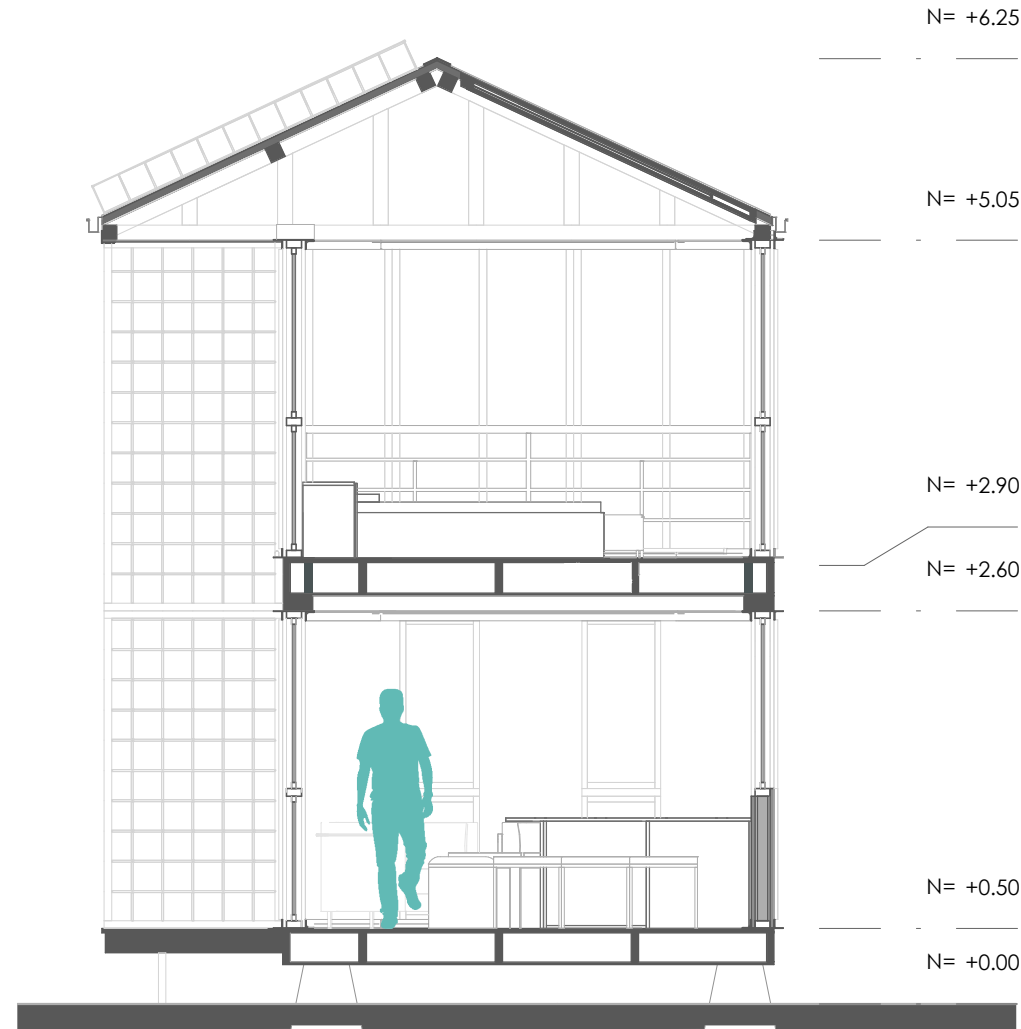 N= +6.25
N= +5.05
N= +2.90
N= +2.60
N= +0.50
N= +0.00